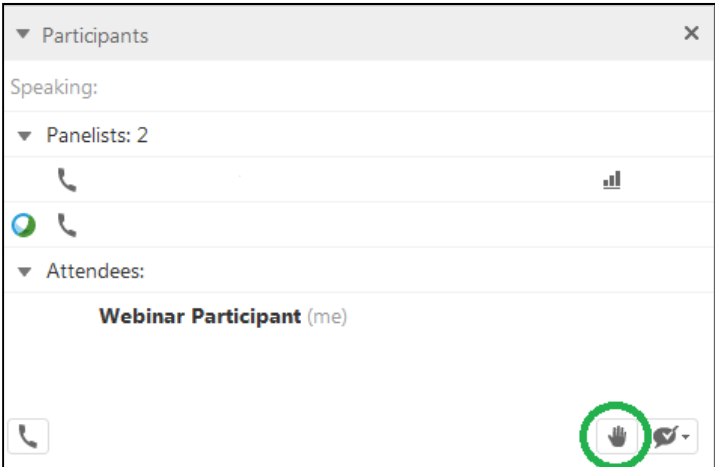 Participants
Speaking:
Panelists: 2
Attendees:
Webinar Participant (me)